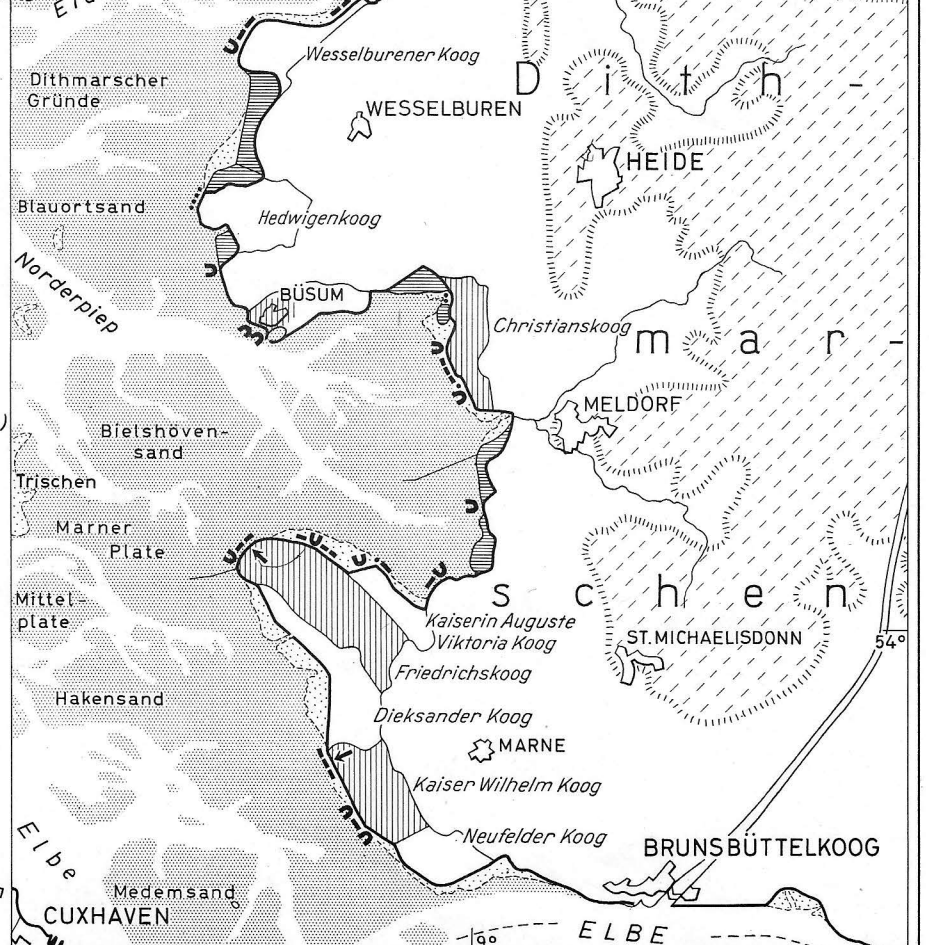 Wesselburener Koog
Dithmarscher
Gründe
D i t h -
WESSELBUREN
HEIDE
Blauortsand
Hedwigenkoog
Norderpiep
BÜSUM
Christianskoog
m a r -
MELDORF
Bielshöven-
sand
Trischen
Marner
Plate
Mittel-
plate
s c h e n
Kaiserin Auguste
Viktoria Koog
ST. MICHAELISDONN
54°
Friedrichskoog
Hakensand
Dieksander Koog
MARNE
Kaiser Wilhelm Koog
Elbe
Neufelder Koog
BRUNSBÜTTELKOOG
Medemsand
CUXHAVEN
ELBE
9°